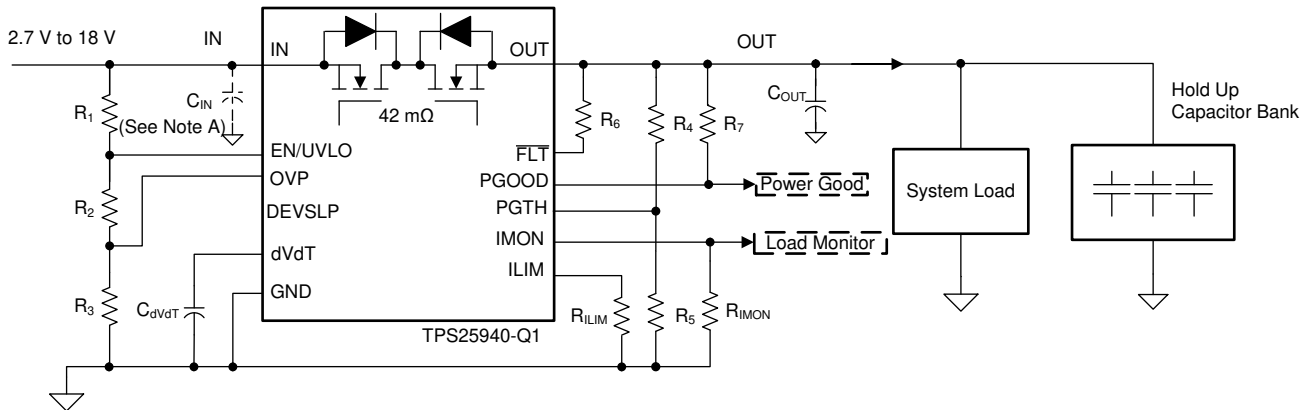 2.7 V to 18 V
IN
IN
OUT
OUT
R1
CIN
(See Note A)
42 mΩ
R6
R4
R7
COUT
Hold Up
Capacitor Bank
EN/UVLO
FLT
OVP
PGOOD
Power Good
System Load
R2
DEVSLP
PGTH
IMON
Load Monitor
dVdT
ILIM
R3
CdVdT
GND
RILIM
R5
RIMON
TPS25940-Q1